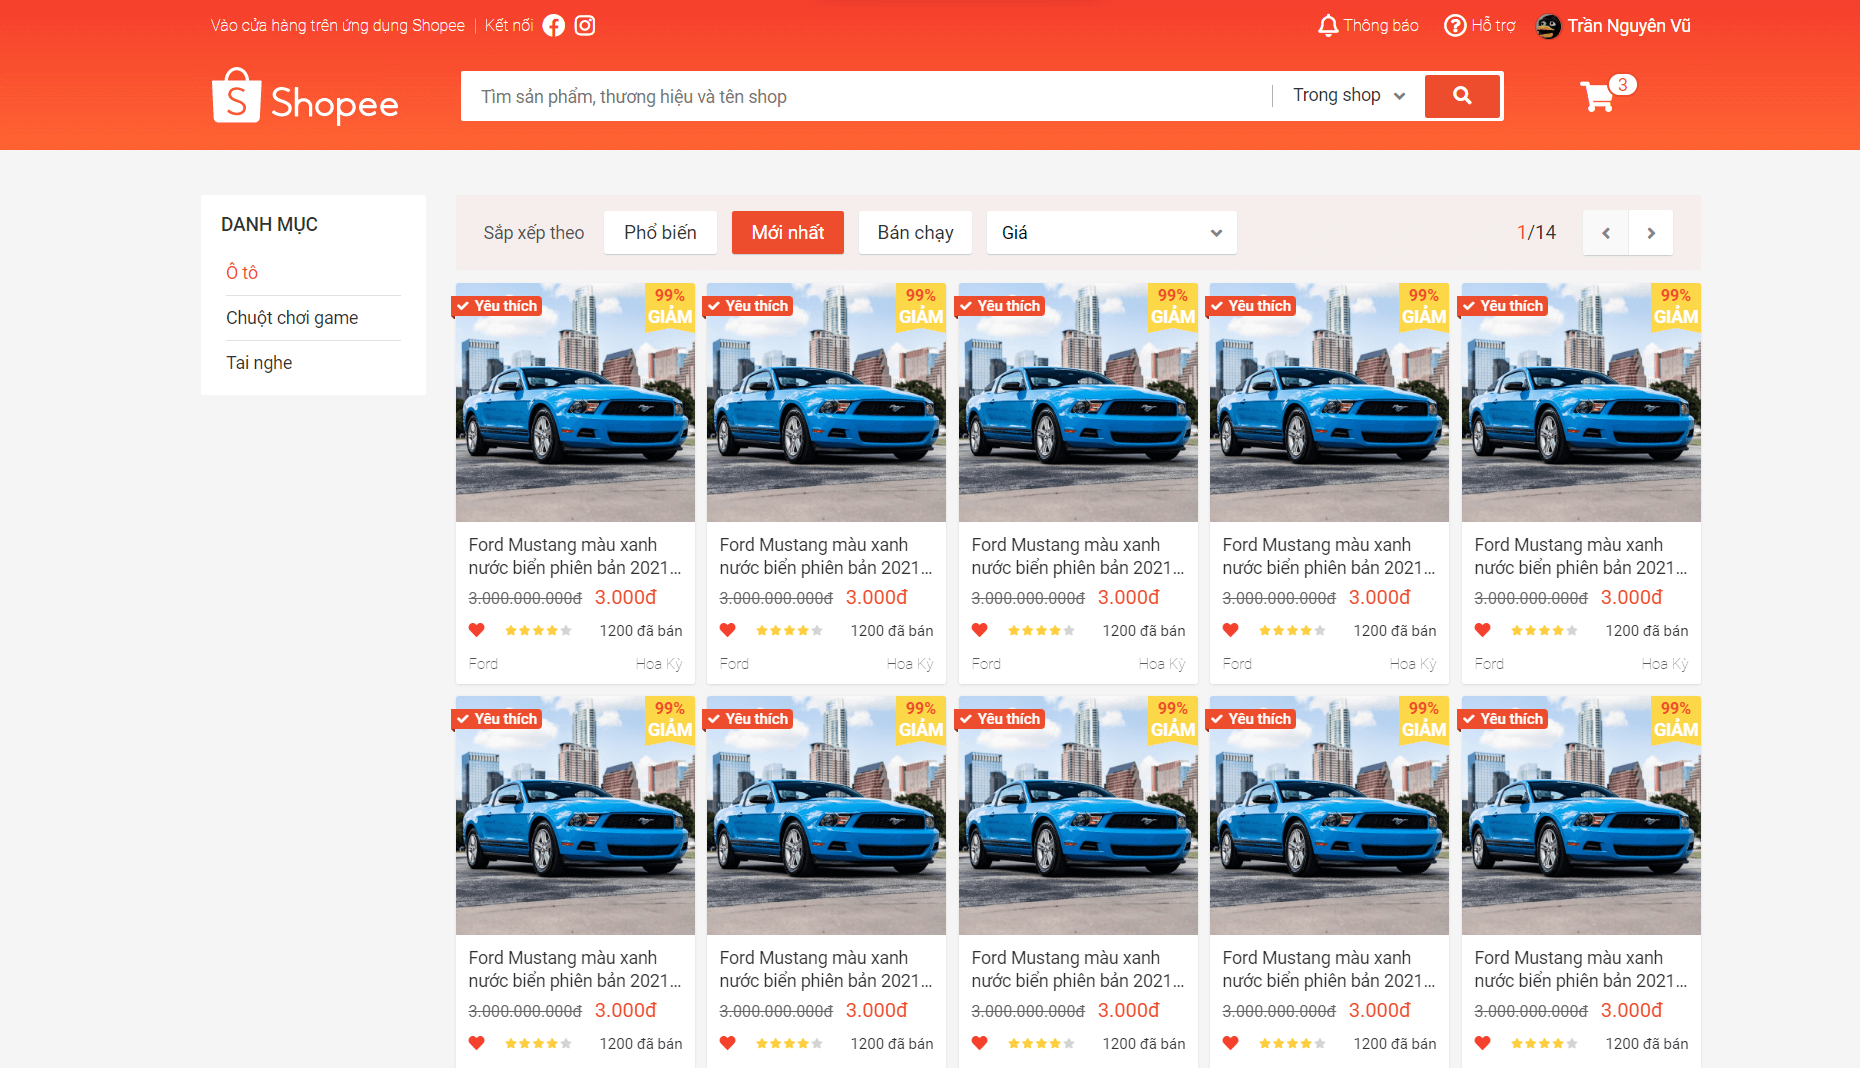 Vào cửa hàng trên ứng dụng Shopee Kết nối Thông báo Hỗ trợ Trần Nguyên Vũ
Shopee Tìm sản phẩm, thương hiệu và tên shop Trong shop 3
DANH MỤC
Ô tô
Chuột chơi game
Tai nghe
Sắp xếp theo Phổ biến Mới nhất Bán chạy Giá 1/14
Yêu thích 99% GIẢM
Ford Mustang màu xanh
nước biển phiên bản 2021...
3.000.000.000đ 3.000đ
1200 đã bán
Ford Hoa Kỳ
Yêu thích 99% GIẢM
Ford Mustang màu xanh
nước biển phiên bản 2021...
3.000.000.000đ 3.000đ
1200 đã bán
Ford Hoa Kỳ
Yêu thích 99% GIẢM
Ford Mustang màu xanh
nước biển phiên bản 2021...
3.000.000.000đ 3.000đ
1200 đã bán
Ford Hoa Kỳ
Yêu thích 99% GIẢM
Ford Mustang màu xanh
nước biển phiên bản 2021...
3.000.000.000đ 3.000đ
1200 đã bán
Ford Hoa Kỳ
Yêu thích 99% GIẢM
Ford Mustang màu xanh
nước biển phiên bản 2021...
3.000.000.000đ 3.000đ
1200 đã bán
Ford Hoa Kỳ
Yêu thích 99% GIẢM
Ford Mustang màu xanh
nước biển phiên bản 2021...
3.000.000.000đ 3.000đ
1200 đã bán
Yêu thích 99% GIẢM
Ford Mustang màu xanh
nước biển phiên bản 2021...
3.000.000.000đ 3.000đ
1200 đã bán
Yêu thích 99% GIẢM
Ford Mustang màu xanh
nước biển phiên bản 2021...
3.000.000.000đ 3.000đ
1200 đã bán
Yêu thích 99% GIẢM
Ford Mustang màu xanh
nước biển phiên bản 2021...
3.000.000.000đ 3.000đ
1200 đã bán
Yêu thích 99% GIẢM
Ford Mustang màu xanh
nước biển phiên bản 2021...
3.000.000.000đ 3.000đ
1200 đã bán